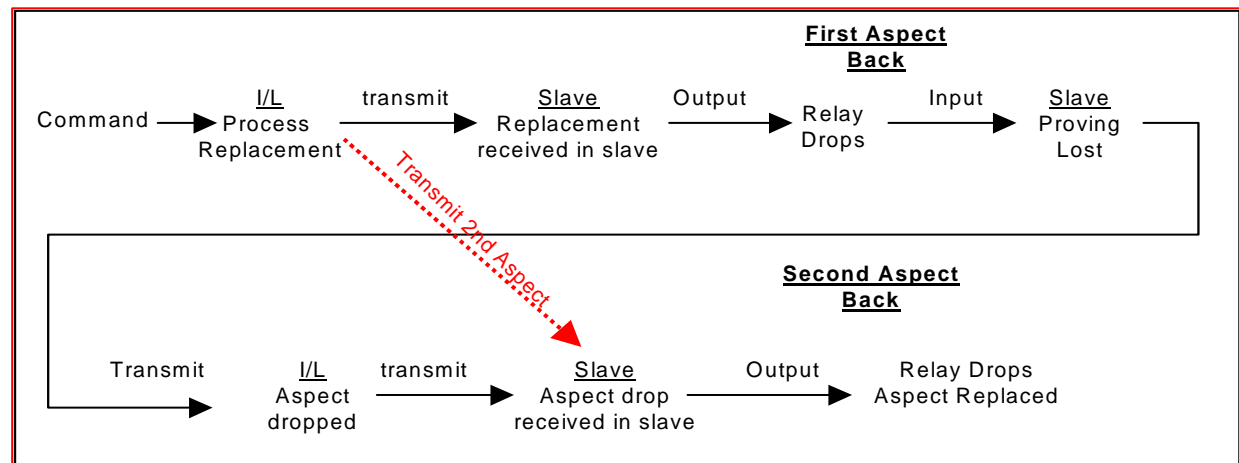 First Aspect
Back
Command
I/L
Process
Replacement
transmit
Slave
Replacement
received in slave
Output
Relay
Drops
Input
Slave
Proving
Lost
Transmit 2nd Aspect
Second Aspect
Back
Transmit
I/L
Aspect
dropped
transmit
Slave
Aspect drop
received in slave
Output
Relay Drops
Aspect Replaced